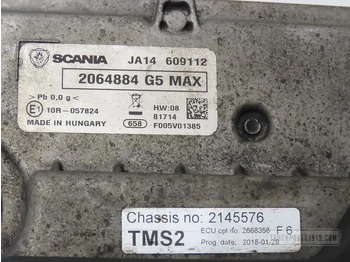 SCANIA JA14 609112
2064884 G5 MAX
>Pb 0,0 g<
E1 10R-057824
HW:08
81714
MADE IN HUNGARY 658 F005V01385
Chassis no: 2145576
TMS2
ECU cpl no. 2668356 F 6
Prog. date: 2018-01-28